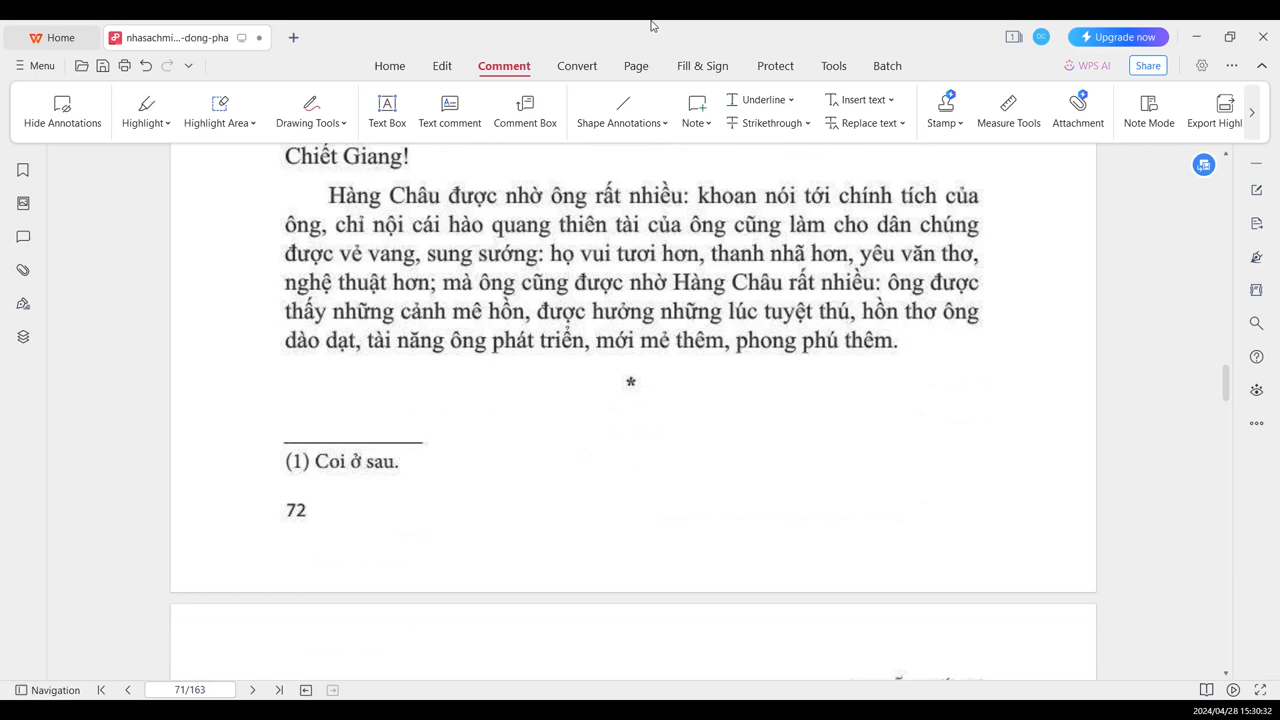 Home
nhasachmi...-dong-pha
1
DC
Upgrade now
Menu
Home
Edit
Comment
Convert
Page
Fill & Sign
Protect
Tools
Batch
WPS AI
Share
Hide Annotations
Highlight
Highlight Area
Drawing Tools
Text Box
Text comment
Comment Box
Shape Annotations
Note
Underline
Strikethrough
Insert text
Replace text
Stamp
Measure Tools
Attachment
Note Mode
Export Highl
Chiết Giang!
Hàng Châu được nhờ ông rất nhiều: khoan nói tới chính tích của
ông, chỉ nội cái hào quang thiên tài của ông cũng làm cho dân chúng
được vẻ vang, sung sướng: họ vui tươi hơn, thanh nhã hơn, yêu văn thơ,
nghệ thuật hơn; mà ông cũng được nhờ Hàng Châu rất nhiều: ông được
thấy những cảnh mê hồn, được hưởng những lúc tuyệt thú, hồn thơ ông
dào dạt, tài năng ông phát triển, mới mẻ thêm, phong phú thêm.
*
(1) Coi ở sau.
72
Navigation
71/163
2024/04/28 15:30:32